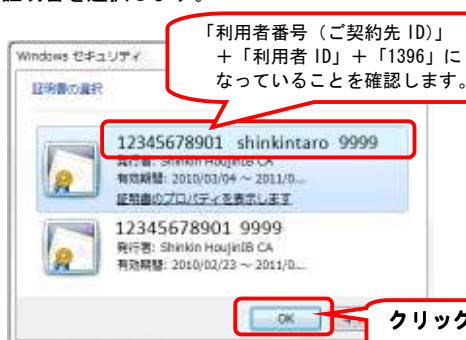 証明書を選択します。
「利用者番号（ご契約先 ID）」
＋「利用者 ID」＋「1396」に
なっていることを確認します。
Windows セキュリティ
証明書の選択
12345678901 shinkintaro 9999
発行者: Shinkin HoujinIB CA
有効期間: 2010/03/04 ～ 2011/0...
証明書のプロパティを表示します
12345678901 9999
発行者: Shinkin HoujinIB CA
有効期間: 2010/02/23 ～ 2011/0...
OK
クリック